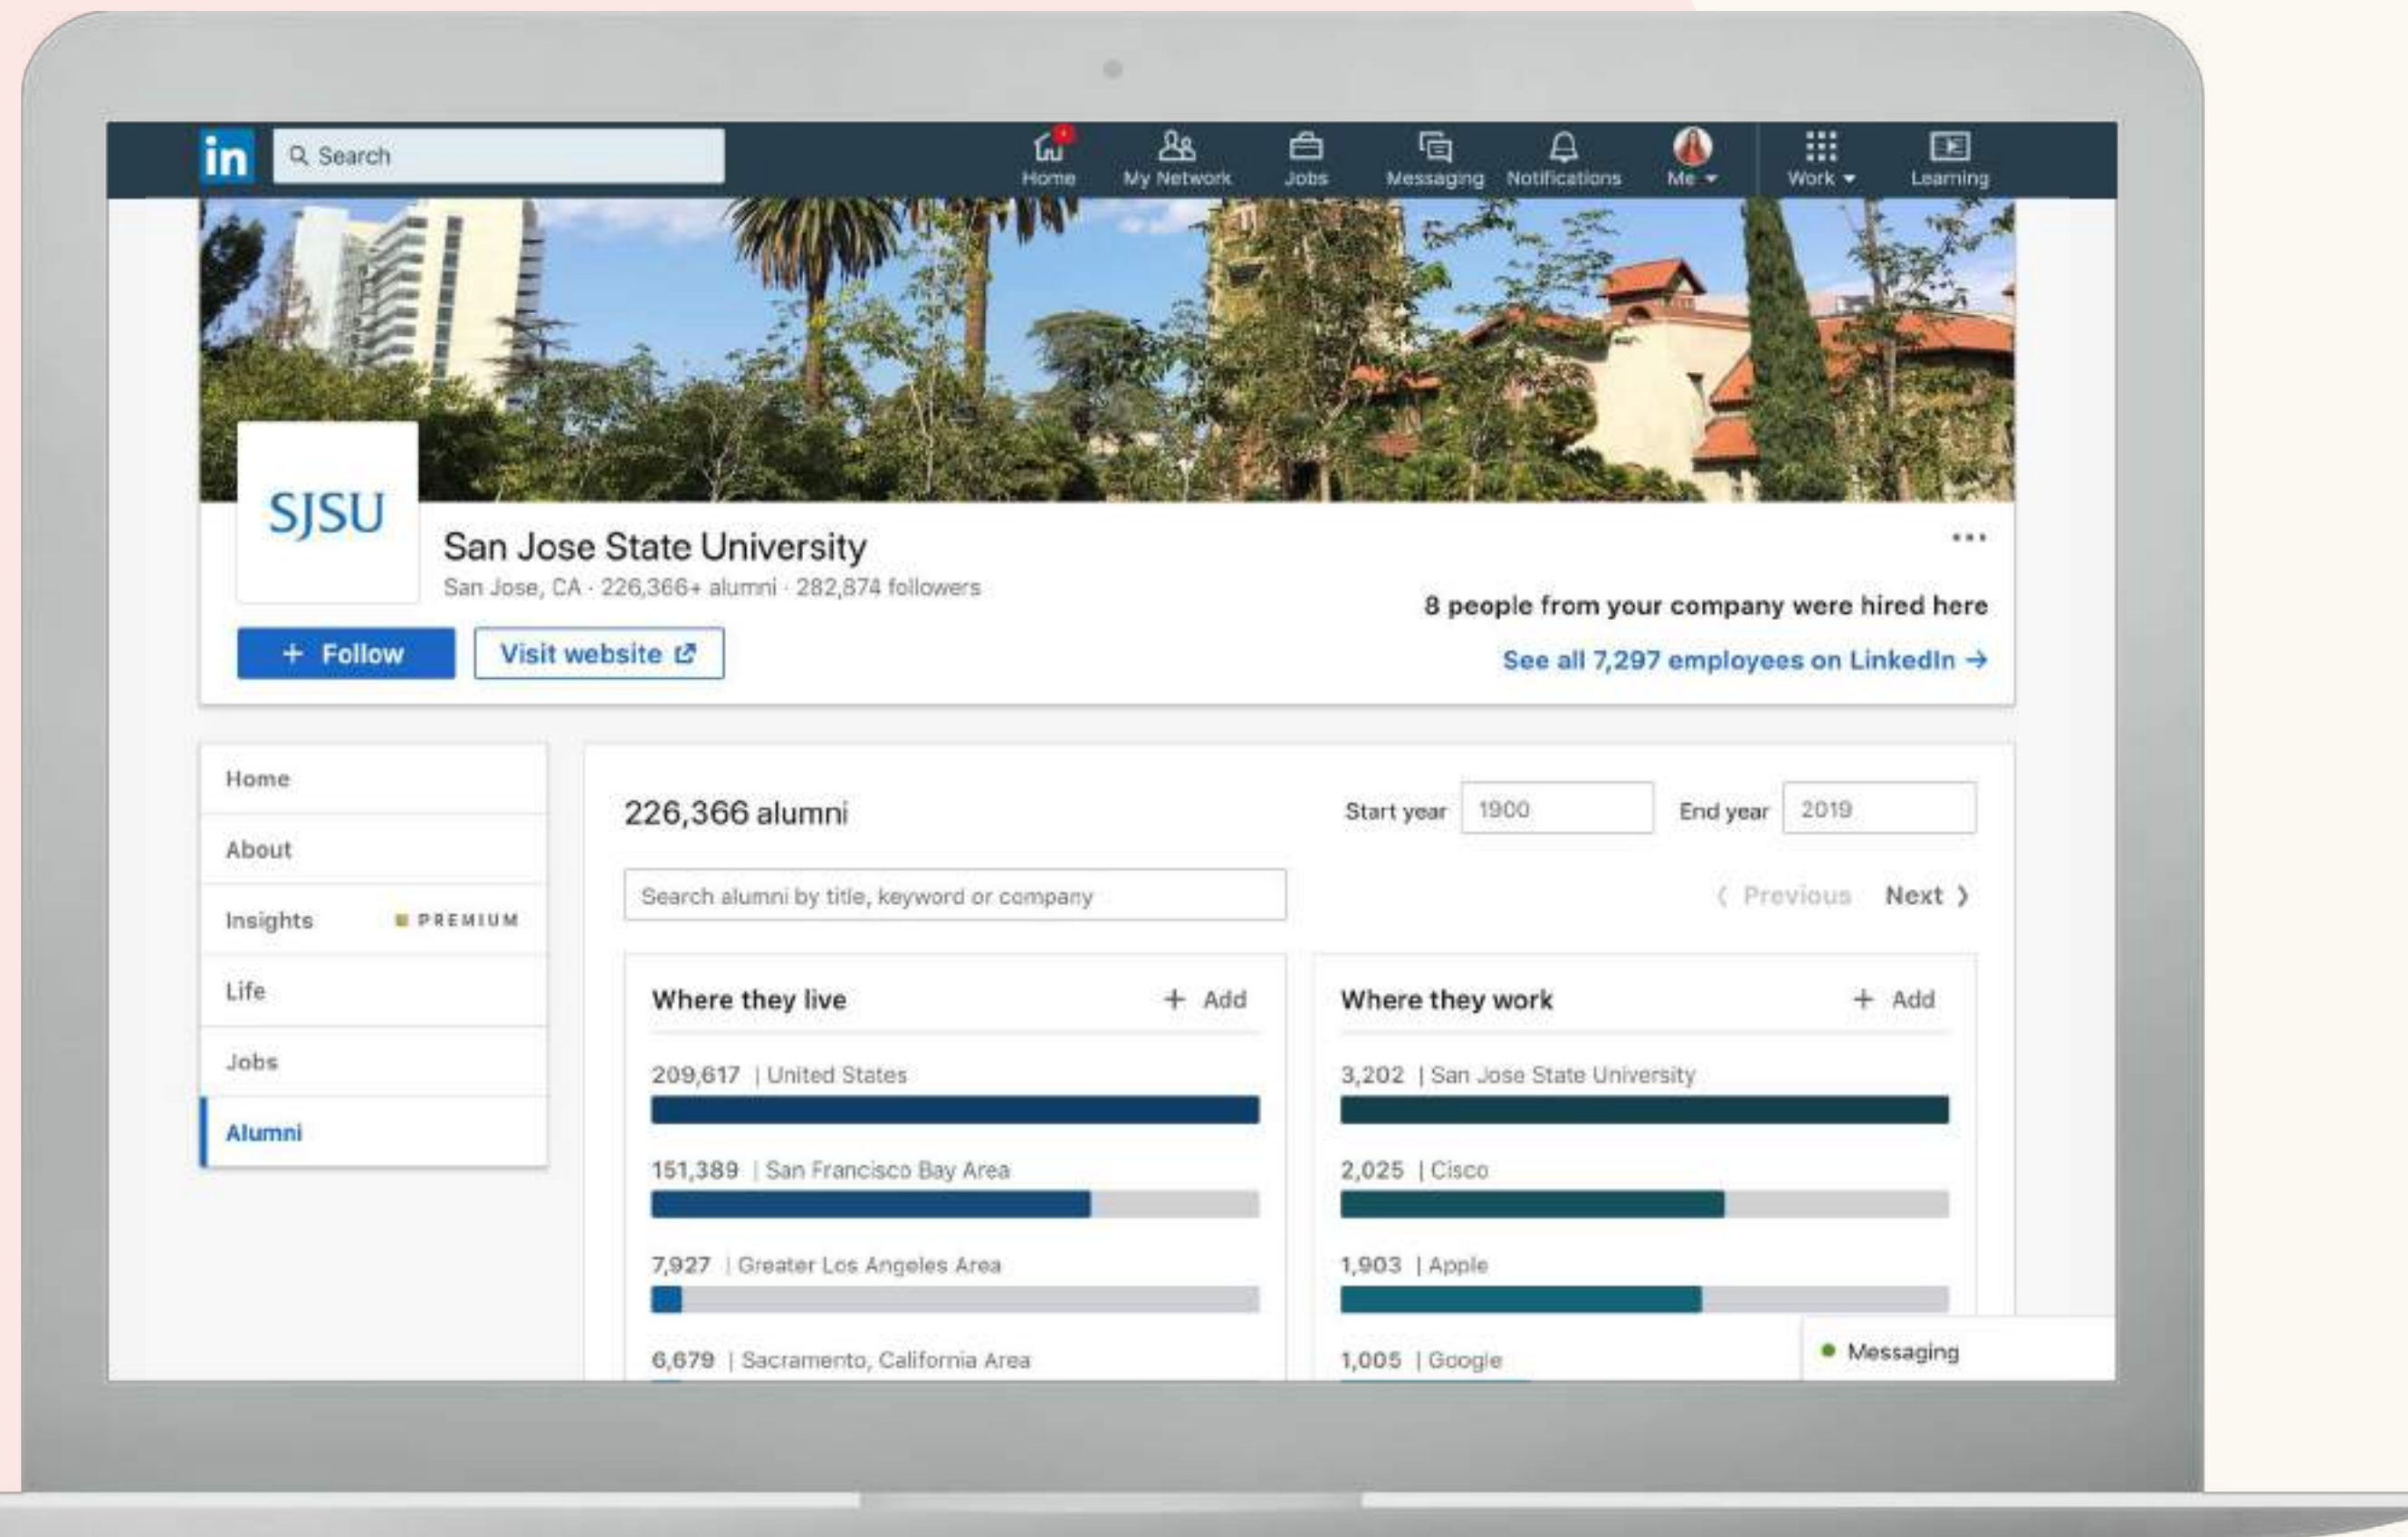 in
Search
Home
My Network
Jobs
Messaging
Notifications
Me
Work
Learning
SJSU
San Jose State University
San Jose, CA · 226,366+ alumni · 282,874 followers
8 people from your company were hired here
+ Follow
Visit website
See all 7,297 employees on LinkedIn →
Home
About
Insights PREMIUM
Life
Jobs
Alumni
226,366 alumni
Start year 1900
End year 2019
Search alumni by title, keyword or company
Previous
Next
Where they live
+ Add
209,617 | United States
151,389 | San Francisco Bay Area
7,927 | Greater Los Angeles Area
6,679 | Sacramento, California Area
Where they work
+ Add
3,202 | San Jose State University
2,025 | Cisco
1,903 | Apple
1,005 | Google
Messaging